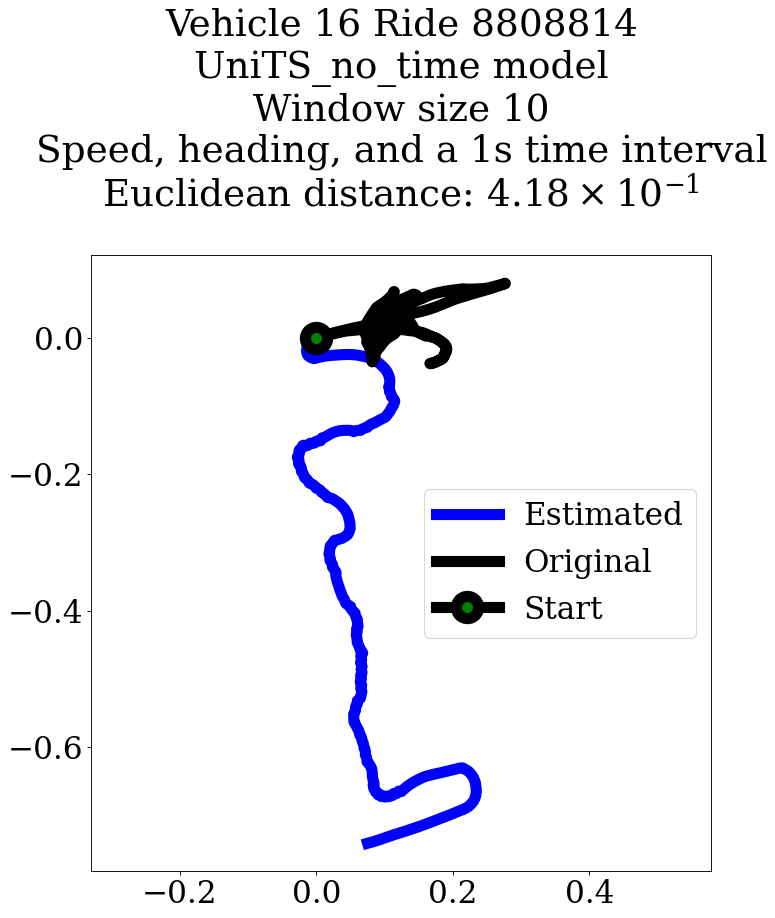 Vehicle 16 Ride 8808814
UniTS_no_time model
Window size 10
Speed, heading, and a 1s time interval
Euclidean distance: 4.18 × 10⁻¹
0.0
−0.2
−0.4
−0.6
Estimated
Original
Start
−0.2 0.0 0.2 0.4